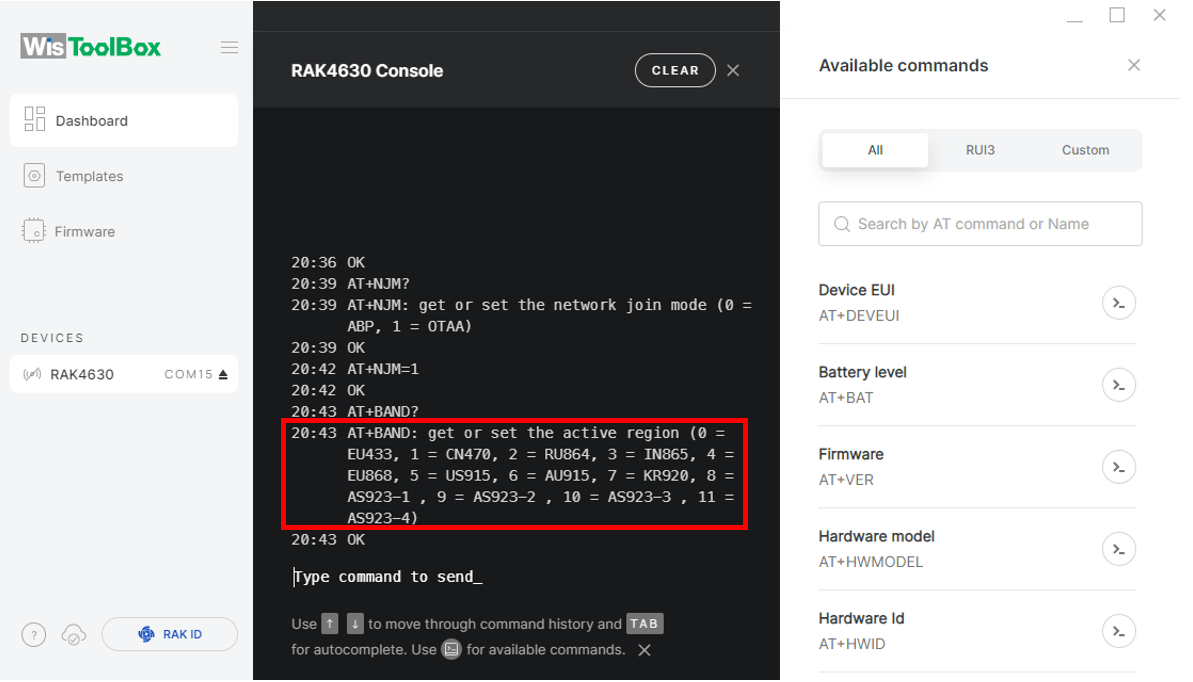 WisToolBox
Dashboard
Templates
Firmware
DEVICES
RAK4630 COM15
?
RAK ID
RAK4630 Console
CLEAR
20:36 OK
20:39 AT+NJM?
20:39 AT+NJM: get or set the network join mode (0 =
ABP, 1 = OTAA)
20:39 OK
20:42 AT+NJM=1
20:42 OK
20:43 AT+BAND?
20:43 AT+BAND: get or set the active region (0 =
EU433, 1 = CN470, 2 = RU864, 3 = IN865, 4 =
EU868, 5 = US915, 6 = AU915, 7 = KR920, 8 =
AS923-1 , 9 = AS923-2 , 10 = AS923-3 , 11 =
AS923-4)
20:43 OK
Type command to send_
Use ↑ ↓ to move through command history and TAB
for autocomplete. Use for available commands.
Available commands
All RUI3 Custom
Search by AT command or Name
Device EUI
AT+DEVEUI
Battery level
AT+BAT
Firmware
AT+VER
Hardware model
AT+HWMODEL
Hardware Id
AT+HWID